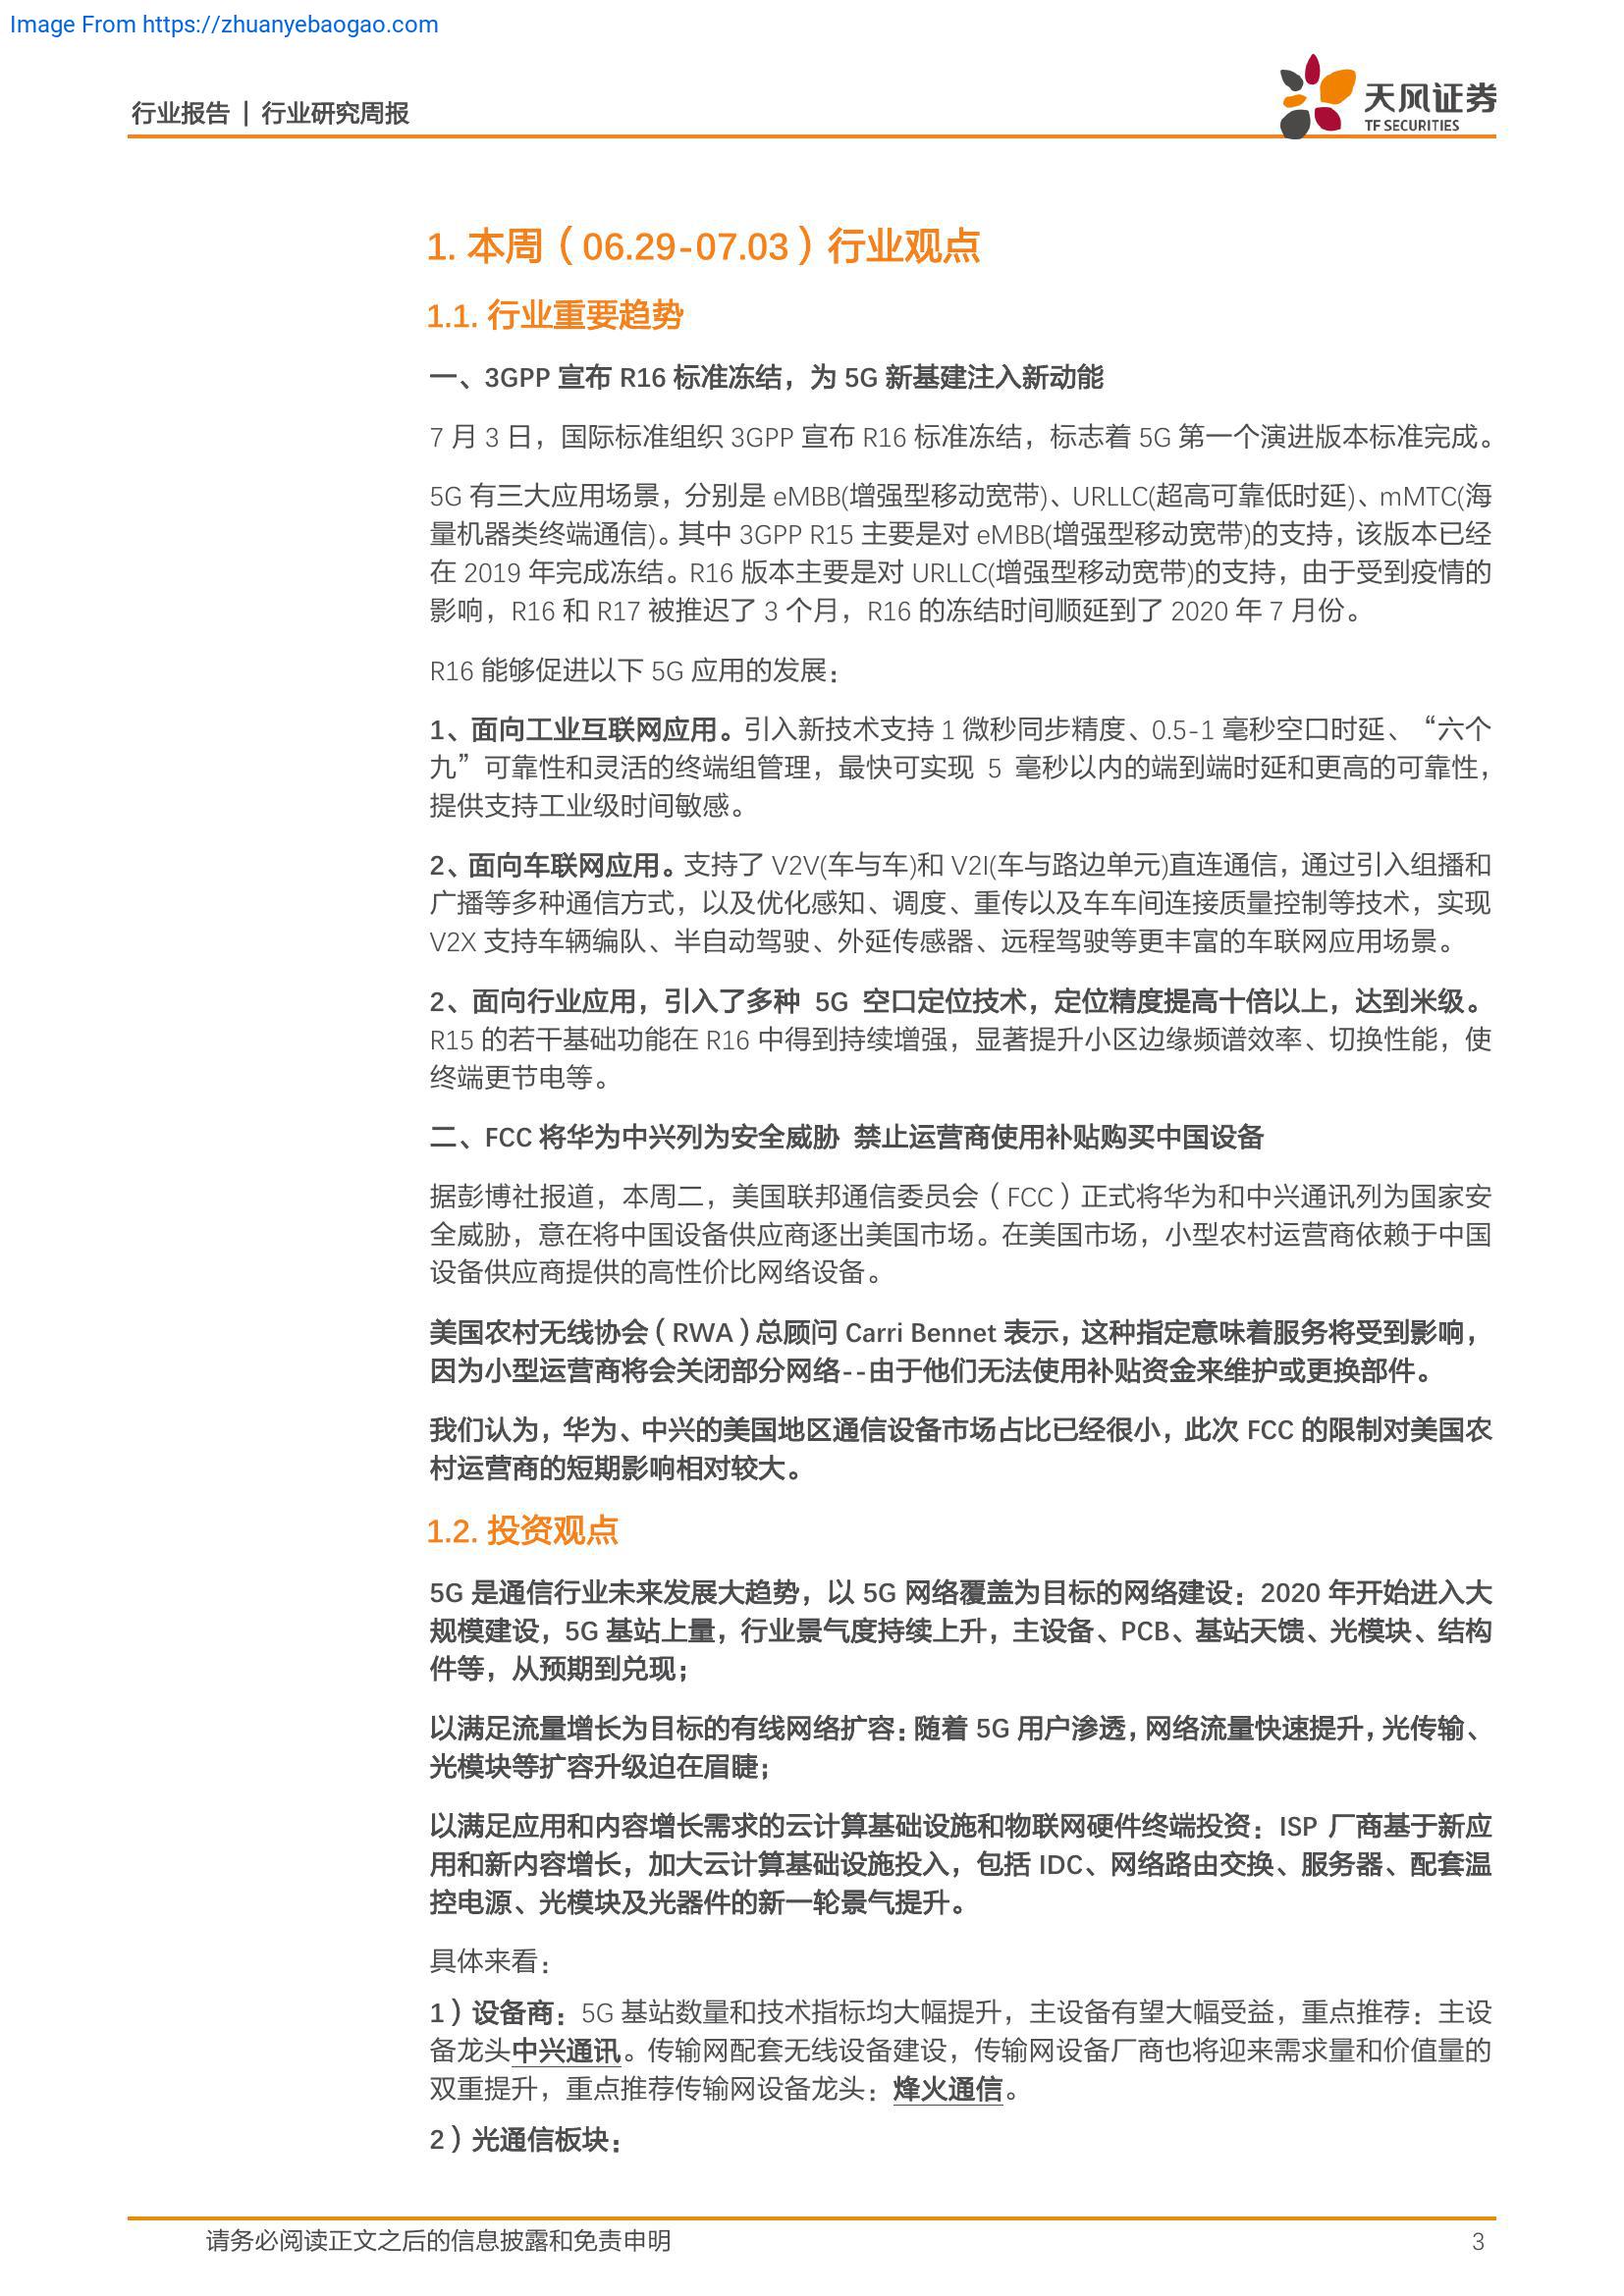 Image From https://zhuanyebaogao.com
行业报告 | 行业研究周报
天风证券
TF SECURITIES
1. 本周（06.29-07.03）行业观点
1.1. 行业重要趋势
一、3GPP 宣布 R16 标准冻结，为 5G 新基建注入新动能
7 月 3 日，国际标准组织 3GPP 宣布 R16 标准冻结，标志着 5G 第一个演进版本标准完成。
5G 有三大应用场景，分别是 eMBB(增强型移动宽带)、URLLC(超高可靠低时延)、mMTC(海
量机器类终端通信)。其中 3GPP R15 主要是对 eMBB(增强型移动宽带)的支持，该版本已经
在 2019 年完成冻结。R16 版本主要是对 URLLC(增强型移动宽带)的支持，由于受到疫情的
影响，R16 和 R17 被推迟了 3 个月，R16 的冻结时间顺延到了 2020 年 7 月份。
R16 能够促进以下 5G 应用的发展：
1、面向工业互联网应用。引入新技术支持 1 微秒同步精度、0.5-1 毫秒空口时延、“六个
九”可靠性和灵活的终端组管理，最快可实现 5 毫秒以内的端到端时延和更高的可靠性，
提供支持工业级时间敏感。
2、面向车联网应用。支持了 V2V(车与车)和 V2I(车与路边单元)直连通信，通过引入组播和
广播等多种通信方式，以及优化感知、调度、重传以及车车间连接质量控制等技术，实现
V2X 支持车辆编队、半自动驾驶、外延传感器、远程驾驶等更丰富的车联网应用场景。
2、面向行业应用，引入了多种 5G 空口定位技术，定位精度提高十倍以上，达到米级。
R15 的若干基础功能在 R16 中得到持续增强，显著提升小区边缘频谱效率、切换性能，使
终端更节电等。
二、FCC 将华为中兴列为安全威胁 禁止运营商使用补贴购买中国设备
据彭博社报道，本周二，美国联邦通信委员会（FCC）正式将华为和中兴通讯列为国家安
全威胁，意在将中国设备供应商逐出美国市场。在美国市场，小型农村运营商依赖于中国
设备供应商提供的高性价比网络设备。
美国农村无线协会（RWA）总顾问 Carri Bennet 表示，这种指定意味着服务将受到影响，
因为小型运营商将会关闭部分网络--由于他们无法使用补贴资金来维护或更换部件。
我们认为，华为、中兴的美国地区通信设备市场占比已经很小，此次 FCC 的限制对美国农
村运营商的短期影响相对较大。
1.2. 投资观点
5G 是通信行业未来发展大趋势，以 5G 网络覆盖为目标的网络建设：2020 年开始进入大
规模建设，5G 基站上量，行业景气度持续上升，主设备、PCB、基站天馈、光模块、结构
件等，从预期到兑现；
以满足流量增长为目标的有线网络扩容：随着 5G 用户渗透，网络流量快速提升，光传输、
光模块等扩容升级迫在眉睫；
以满足应用和内容增长需求的云计算基础设施和物联网硬件终端投资：ISP 厂商基于新应
用和新内容增长，加大云计算基础设施投入，包括 IDC、网络路由交换、服务器、配套温
控电源、光模块及光器件的新一轮景气提升。
具体来看：
1）设备商：5G 基站数量和技术指标均大幅提升，主设备有望大幅受益，重点推荐：主设
备龙头中兴通讯。传输网配套无线设备建设，传输网设备厂商也将迎来需求量和价值量的
双重提升，重点推荐传输网设备龙头：烽火通信。
2）光通信板块：
请务必阅读正文之后的信息披露和免责申明
3